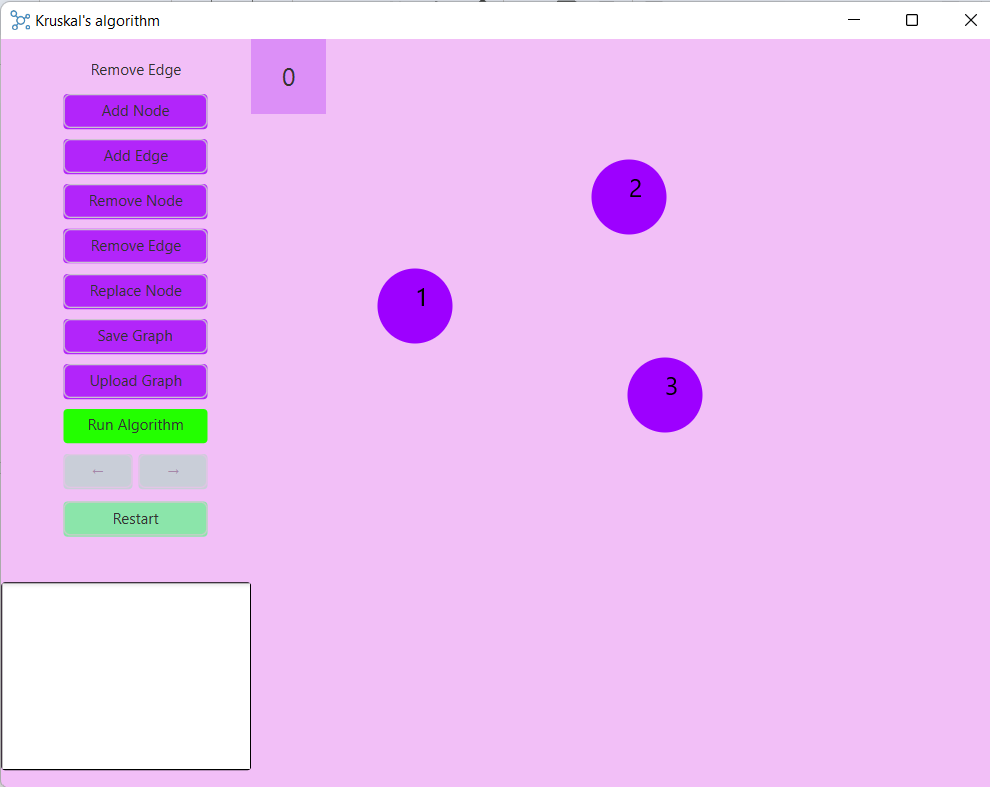 Kruskal's algorithm
Remove Edge
0
Add Node
Add Edge
Remove Node
Remove Edge
Replace Node
Save Graph
Upload Graph
Run Algorithm
← →
Restart
2
1
3